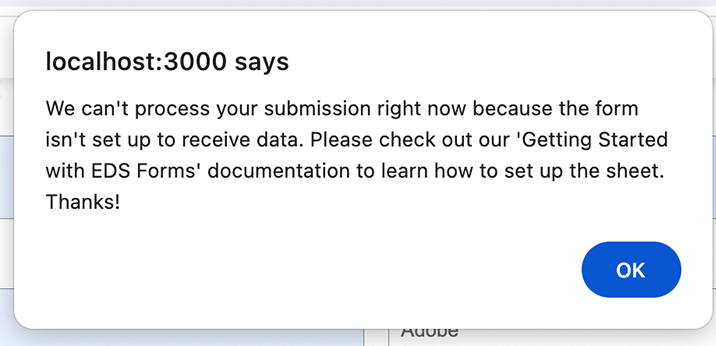 localhost:3000 says
We can't process your submission right now because the form
isn't set up to receive data. Please check out our 'Getting Started
with EDS Forms' documentation to learn how to set up the sheet.
Thanks!
OK
Adobe